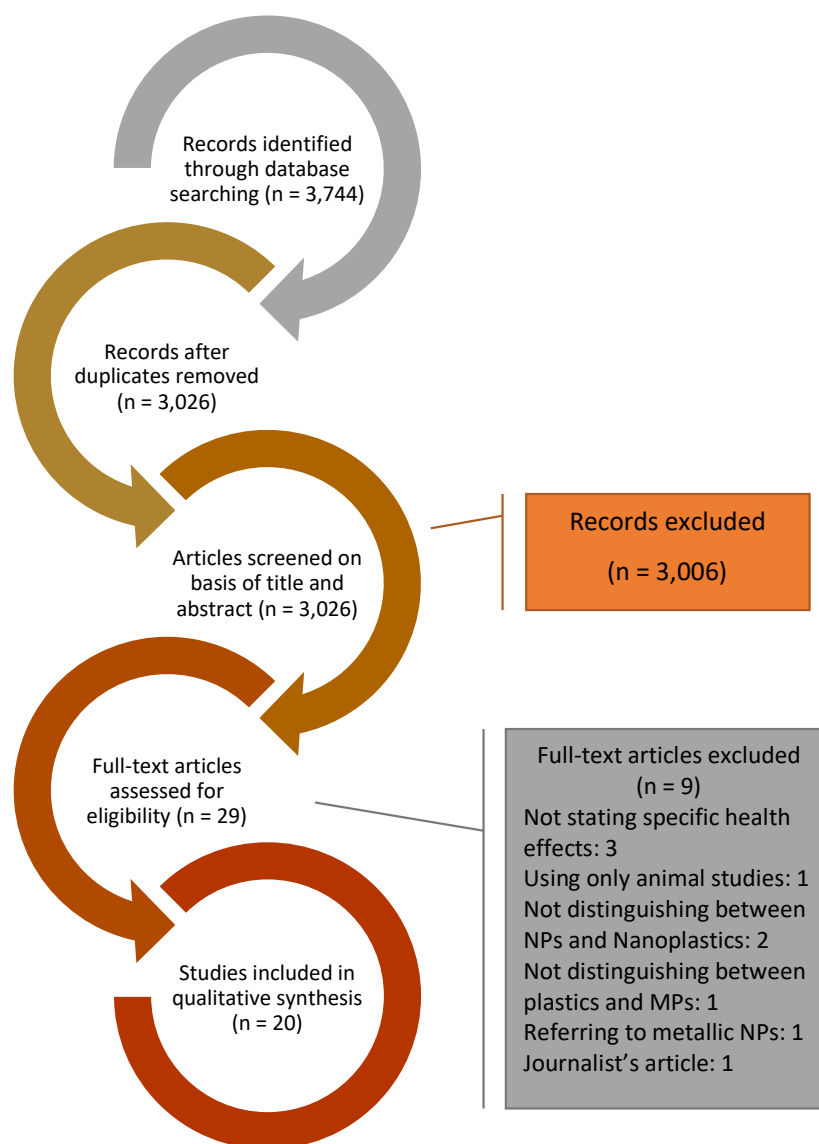 Records identified
through database
searching (n = 3,744)
Records after
duplicates removed
(n = 3,026)
Articles screened on
basis of title and
abstract (n = 3,026)
Records excluded
(n = 3,006)
Full-text articles
assessed for
eligibility (n = 29)
Full-text articles excluded
(n = 9)
Not stating specific health
effects: 3
Using only animal studies: 1
Not distinguishing between
NPs and Nanoplastics: 2
Not distinguishing between
plastics and MPs: 1
Referring to metallic NPs: 1
Journalist’s article: 1
Studies included in
qualitative synthesis
(n = 20)